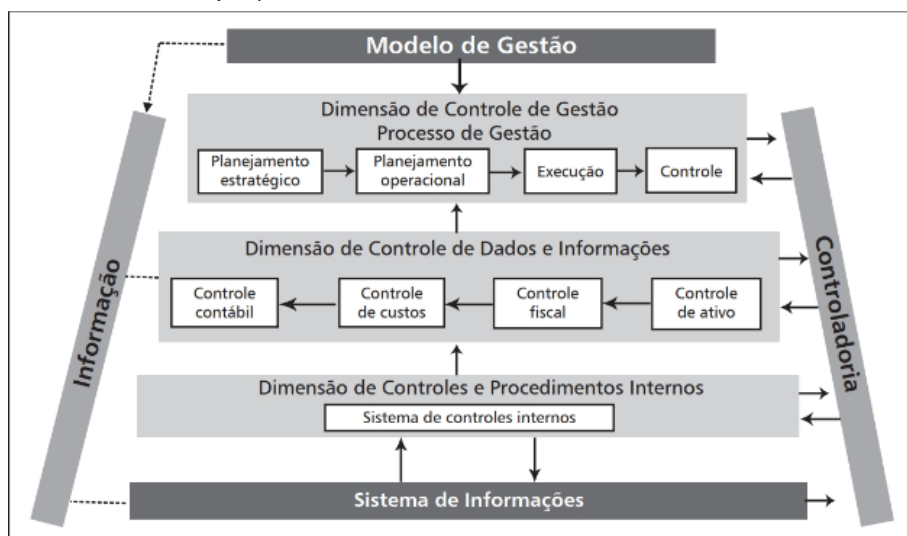 Modelo de Gestão
Dimensão de Controle de Gestão
Processo de Gestão
Planejamento
estratégico
Planejamento
operacional
Execução
Controle
Dimensão de Controle de Dados e Informações
Controle
contábil
Controle
de custos
Controle
fiscal
Controle
de ativo
Dimensão de Controles e Procedimentos Internos
Sistema de controles internos
Sistema de Informações
Informação
Controladoria